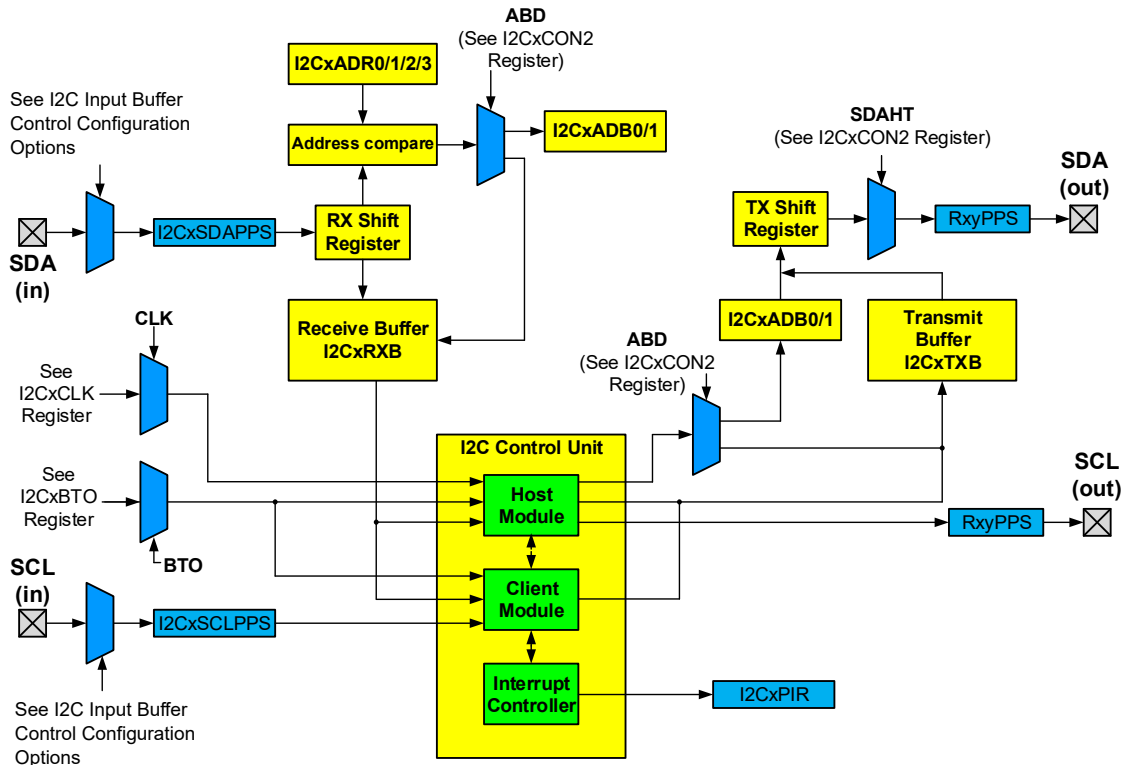 ABD
(See I2CxCON2
Register)
I2CxADR0/1/2/3
See I2C Input Buffer
Control Configuration
Options
Address compare
I2CxADB0/1
SDAHT
(See I2CxCON2 Register)
SDA
(out)
I2CxSDAPPS
RX Shift
Register
TX Shift
Register
RxyPPS
SDA
(in)
CLK
Receive Buffer
I2CxRXB
I2CxADB0/1
Transmit
Buffer
I2CxTXB
ABD
(See I2CxCON2
Register)
See
I2CxCLK
Register
I2C Control Unit
See
I2CxBTO
Register
Host
Module
SCL
(out)
RxyPPS
BTO
SCL
(in)
Client
Module
I2CxSCLPPS
Interrupt
Controller
I2CxPIR
See I2C Input Buffer
Control Configuration
Options